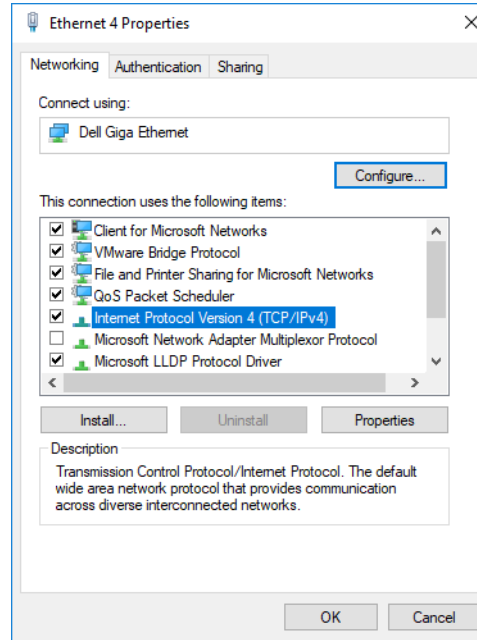 Ethernet 4 Properties
Networking
Authentication
Sharing
Connect using:
Dell Giga Ethernet
Configure...
This connection uses the following items:
Client for Microsoft Networks
VMware Bridge Protocol
File and Printer Sharing for Microsoft Networks
QoS Packet Scheduler
Internet Protocol Version 4 (TCP/IPv4)
Microsoft Network Adapter Multiplexor Protocol
Microsoft LLDP Protocol Driver
Install...
Uninstall
Properties
Description
Transmission Control Protocol/Internet Protocol. The default
wide area network protocol that provides communication
across diverse interconnected networks.
OK
Cancel